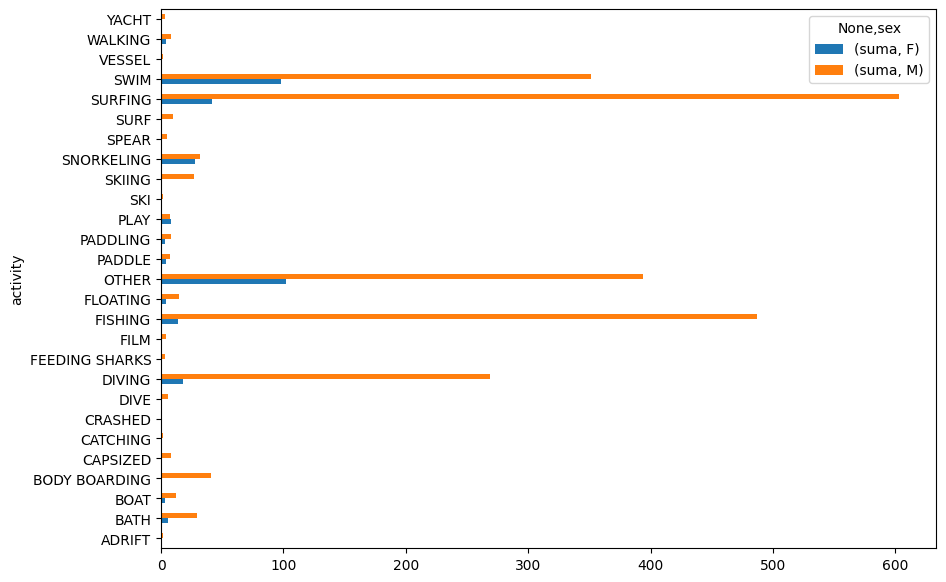 None,sex
(suma, F)
(suma, M)
activity
YACHT
WALKING
VESSEL
SWIM
SURFING
SURF
SPEAR
SNORKELING
SKIING
SKI
PLAY
PADDLING
PADDLE
OTHER
FLOATING
FISHING
FILM
FEEDING SHARKS
DIVING
DIVE
CRASHED
CATCHING
CAPSIZED
BODY BOARDING
BOAT
BATH
ADRIFT
0 100 200 300 400 500 600